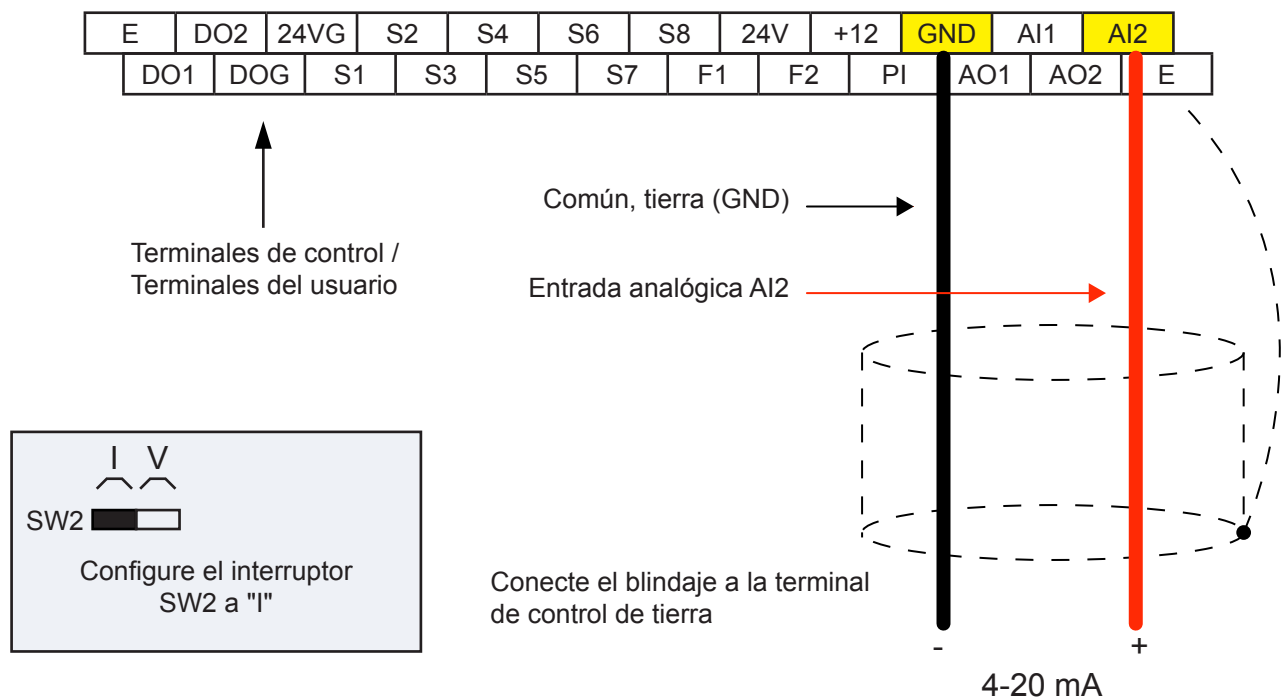 E DO2 24VG S2 S4 S6 S8 24V +12 GND AI1 AI2
DO1 DOG S1 S3 S5 S7 F1 F2 PI AO1 AO2 E
Terminales de control /
Terminales del usuario
Común, tierra (GND)
Entrada analógica AI2
I V
SW2
Configure el interruptor
SW2 a "I"
Conecte el blindaje a la terminal
de control de tierra
- +
4-20 mA